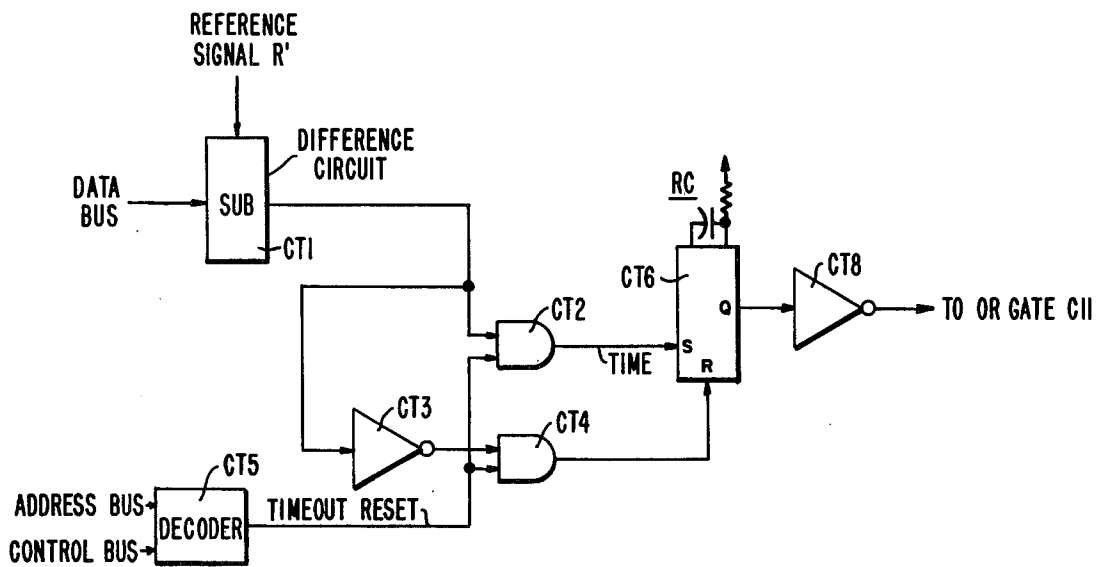 REFERENCE
SIGNAL R'
DIFFERENCE
CIRCUIT
DATA
BUS
SUB
CT1
RC
CT6
CT8
Q
TO OR GATE C11
CT2
S
TIME
R
CT3
CT4
CT5
ADDRESS BUS
DECODER
TIMEOUT RESET
CONTROL BUS